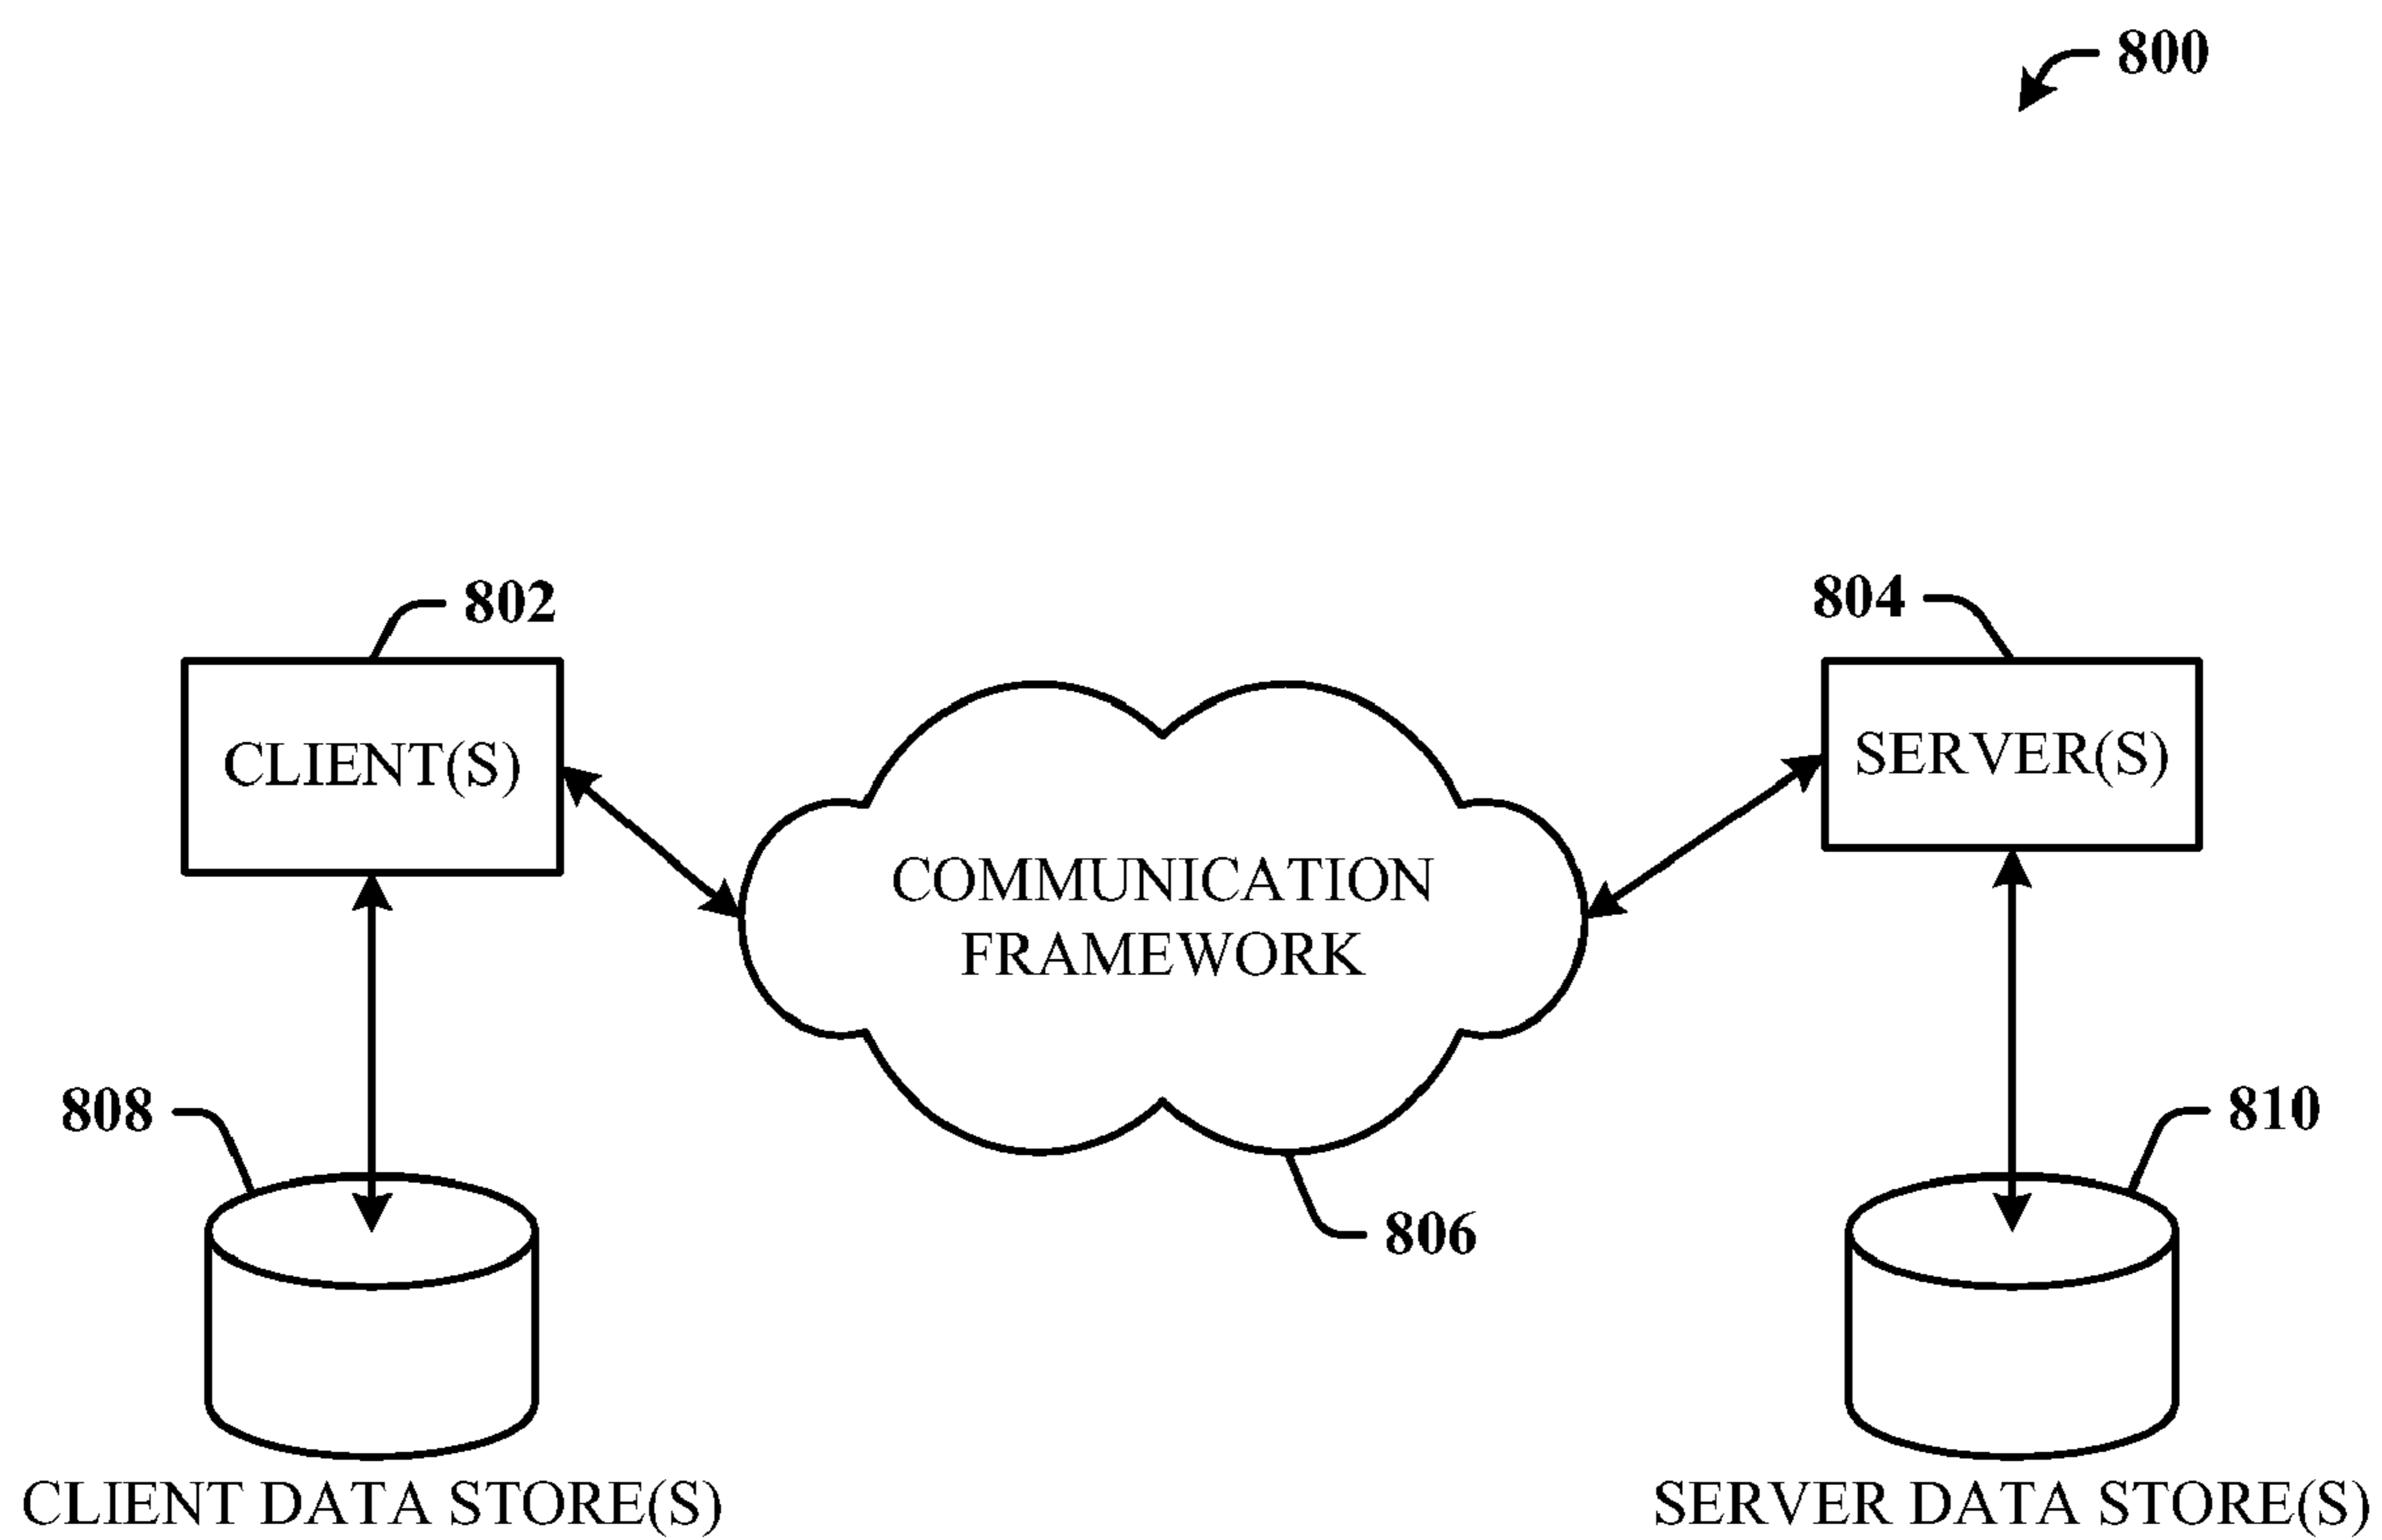 800
802
804
CLIENT(S)
SERVER(S)
COMMUNICATION
FRAMEWORK
808
810
806
CLIENT DATA STORE(S)
SERVER DATA STORE(S)